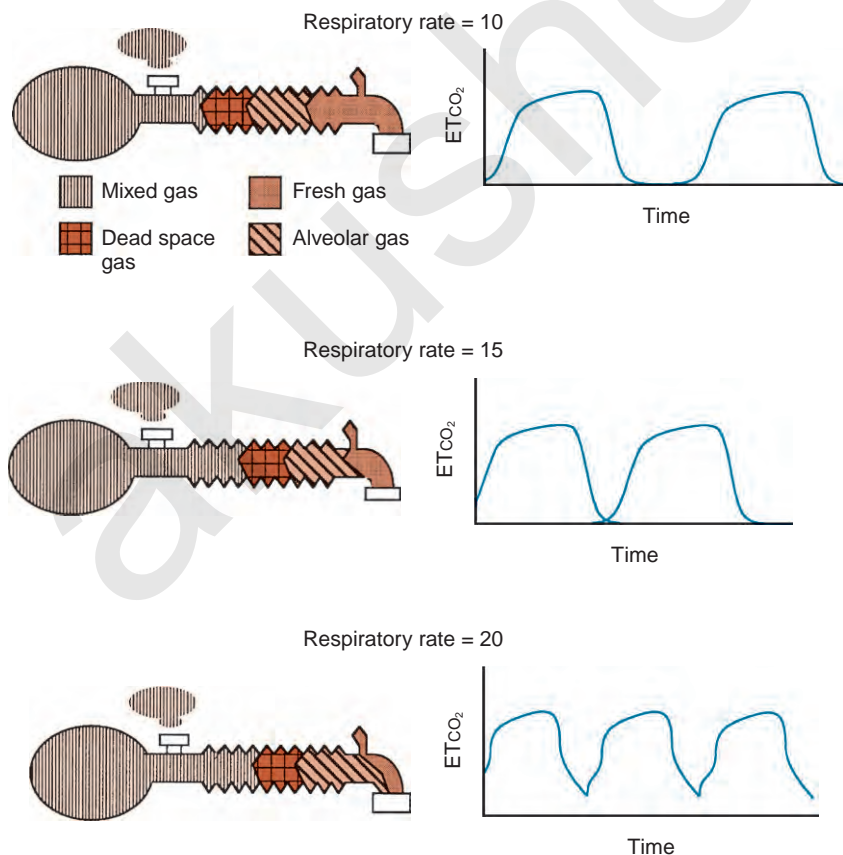 Respiratory rate = 10
ETCO₂
Time
Mixed gas
Fresh gas
Dead space
gas
Alveolar gas
Respiratory rate = 15
ETCO₂
Time
Respiratory rate = 20
ETCO₂
Time
akushe